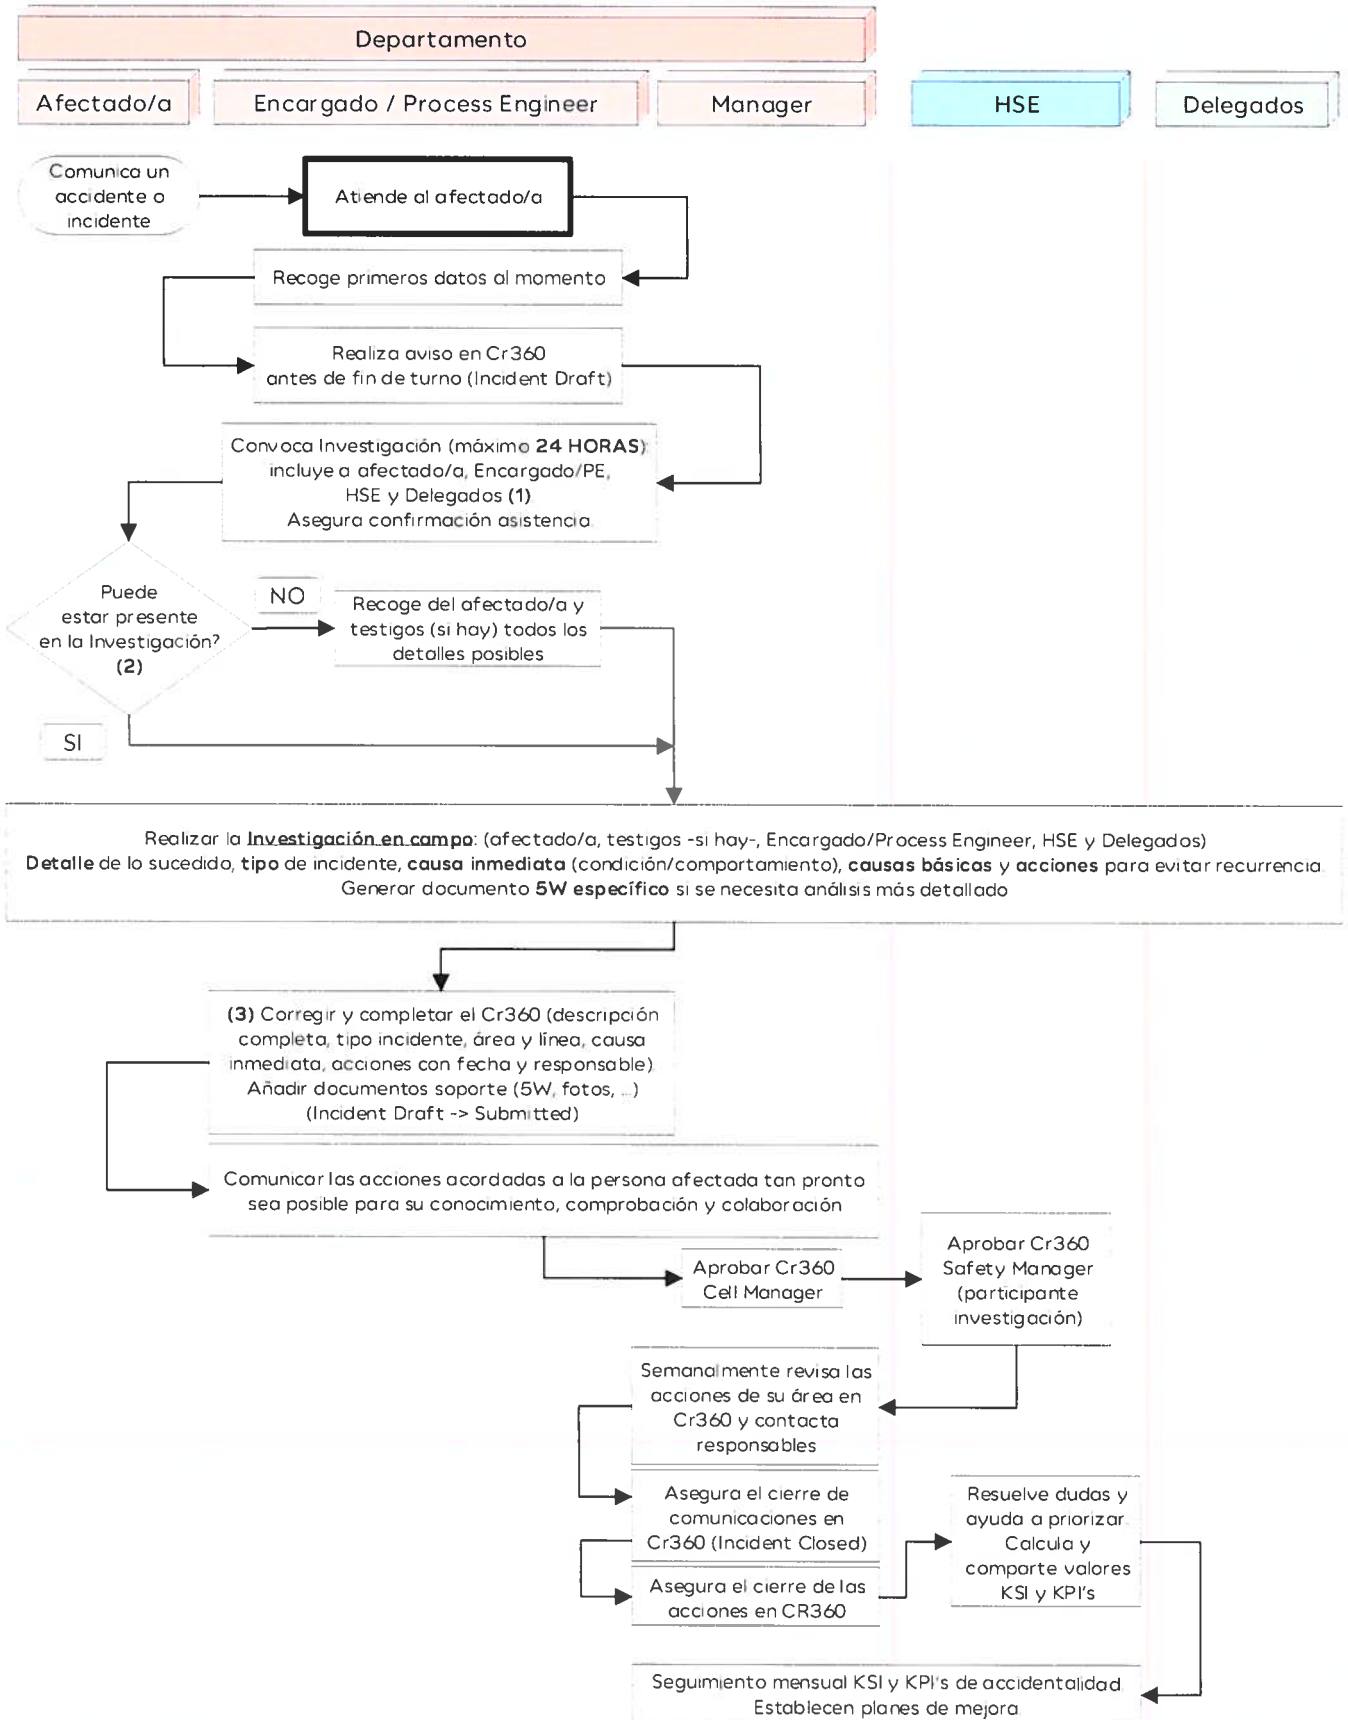 Departamento
Afectado/a
Encargado / Process Engineer
Manager
HSE
Delegados
Comunica un
accidente o
incidente
Atiende al afectado/a
Recoge primeros datos al momento
Realiza aviso en Cr360
antes de fin de turno (Incident Draft)
Convoca Investigación (máximo 24 HORAS)
incluye a afectado/a, Encargado/PE,
HSE y Delegados (1)
Asegura confirmación asistencia.
Puede
estar presente
en la Investigación?
(2)
NO
Recoge del afectado/a y
testigos (si hay) todos los
detalles posibles
SI
Realizar la Investigación en campo: (afectado/a, testigos -si hay-, Encargado/Process Engineer, HSE y Delegados)
Detalle de lo sucedido, tipo de incidente, causa inmediata (condición/comportamiento), causas básicas y acciones para evitar recurrencia.
Generar documento 5W específico si se necesita análisis más detallado
(3) Corregir y completar el Cr360 (descripción
completa, tipo incidente, área y línea, causa
inmediata, acciones con fecha y responsable)
Añadir documentos soporte (5W, fotos, ...)
(Incident Draft -> Submitted)
Comunicar las acciones acordadas a la persona afectada tan pronto
sea posible para su conocimiento, comprobación y colaboración
Aprobar Cr360
Cell Manager
Aprobar Cr360
Safety Manager
(participante
investigación)
Semanalmente revisa las
acciones de su área en
Cr360 y contacta
responsables
Asegura el cierre de
comunicaciones en
Cr360 (Incident Closed)
Asegura el cierre de las
acciones en CR360
Resuelve dudas y
ayuda a priorizar.
Calcula y
comparte valores
KSI y KPI's
Seguimiento mensual KSI y KPI's de accidentalidad.
Establecen planes de mejora.